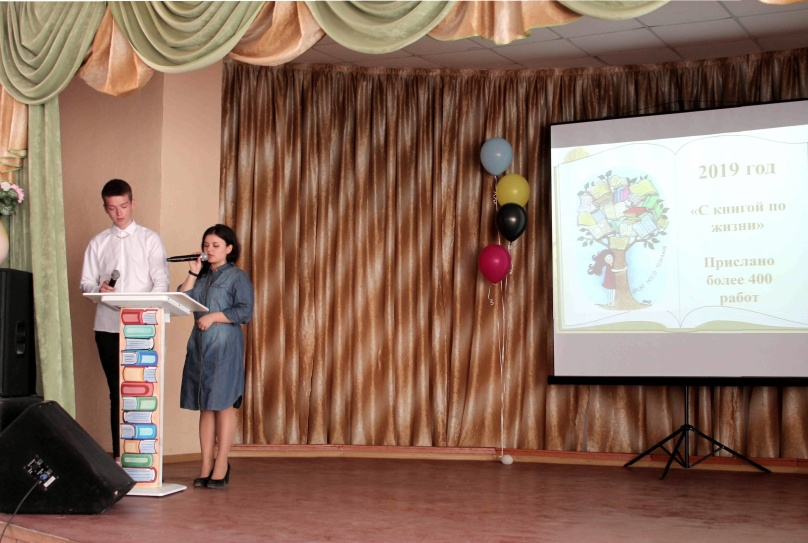 2019 год
«С книгой по
жизни»
Прислано
более 400
работ